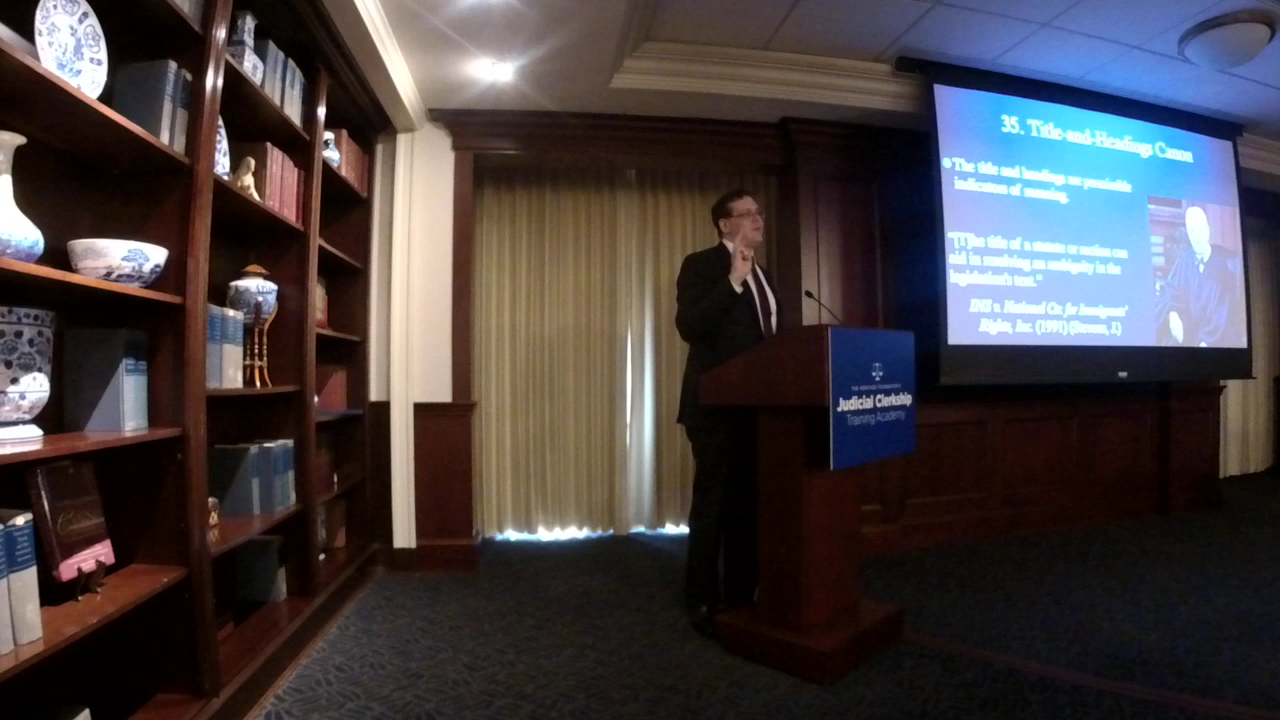 35. Title-and-Headings Canon
The title and headings are permissible
indicators of meaning.
"[T]he title of a statute or section can
aid in resolving an ambiguity in the
legislation's text."
INS v. National Ctr. for Immigrants'
Rights, Inc. (1991) (Stevens, J.)
THE HERITAGE FOUNDATION'S
Judicial Clerkship
Training Academy